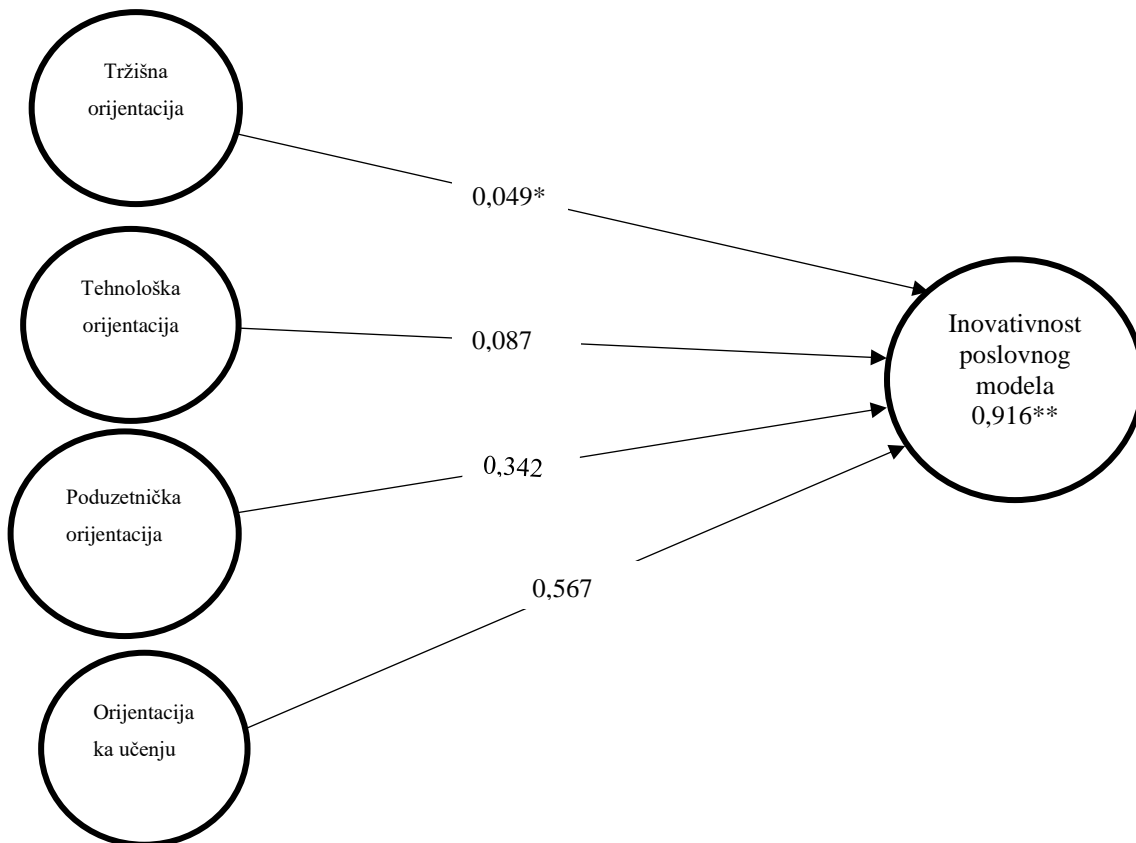 Tržišna
orijentacija
0,049*
Tehnološka
orijentacija
0,087
Inovativnost
poslovnog
modela
0,916**
Poduzetnička
orijentacija
0,342
0,567
Orijentacija
ka učenju